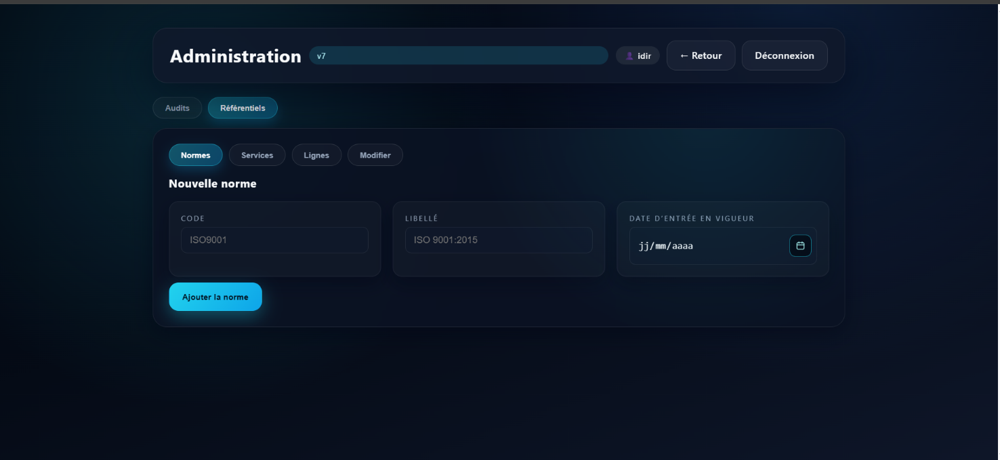 Administration v7 idir ← Retour Déconnexion
Audits Référentiels
Normes Services Lignes Modifier
Nouvelle norme
CODE LIBELLÉ DATE D'ENTRÉE EN VIGUEUR
ISO9001 ISO 9001:2015 jj/mm/aaaa
Ajouter la norme